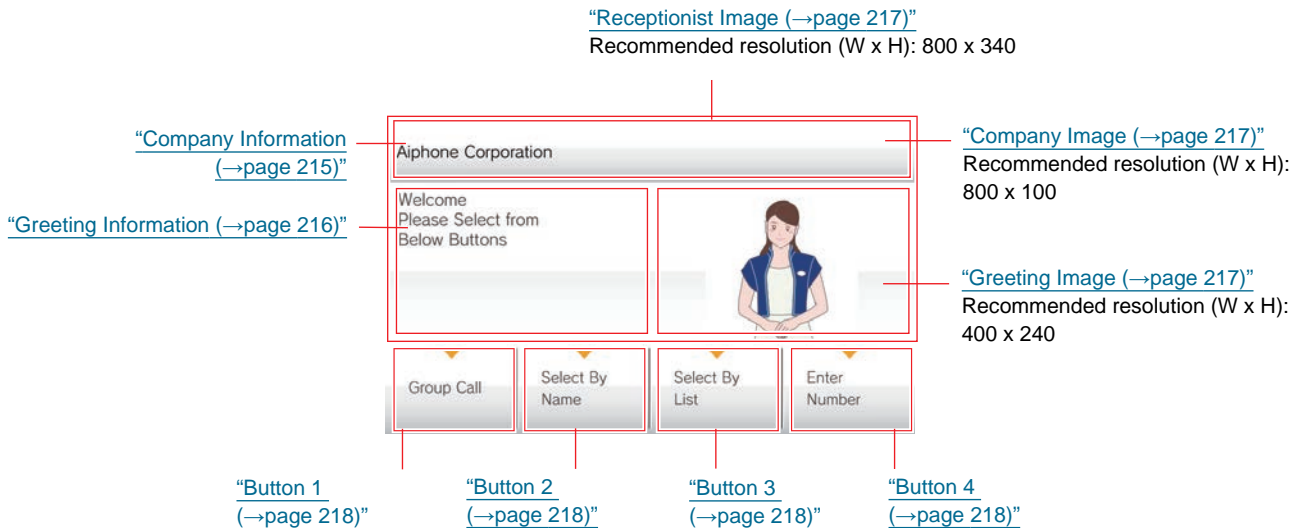 “Receptionist Image (→page 217)”
Recommended resolution (W x H): 800 x 340
“Company Information
(→page 215)”
Aiphone Corporation
“Company Image (→page 217)”
Recommended resolution (W x H):
800 x 100
“Greeting Information (→page 216)”
Welcome
Please Select from
Below Buttons
“Greeting Image (→page 217)”
Recommended resolution (W x H):
400 x 240
Group Call
Select By
Name
Select By
List
Enter
Number
“Button 1
(→page 218)”
“Button 2
(→page 218)”
“Button 3
(→page 218)”
“Button 4
(→page 218)”